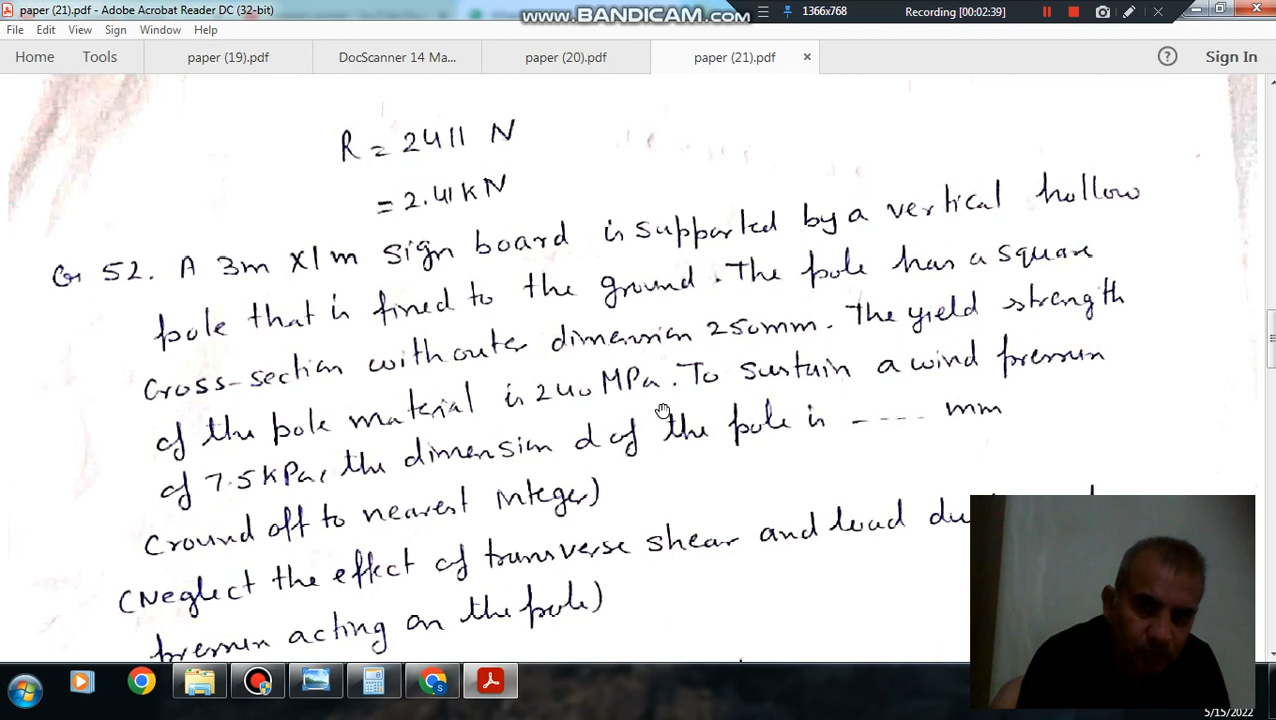 paper (21).pdf - Adobe Acrobat Reader DC (32-bit)
www.BANDICAM.com
1366x768
Recording [00:02:39]
File Edit View Sign Window Help
Home Tools paper (19).pdf DocScanner 14 Ma... paper (20).pdf paper (21).pdf × Sign In
R = 2411 N
= 2.41 KN
52. A 3m X1m sign board is supported by a vertical hollow
pole that is fixed to the ground. The pole has a square
cross-section with outer dimension 250mm. The yield strength
of the pole material is 240 MPa. To sustain a wind pressure
of 7.5 kPa, the dimension d of the pole is ---- mm
(round off to nearest integer)
(Neglect the effect of transverse shear and load due
pressure acting on the pole)
5/15/2022